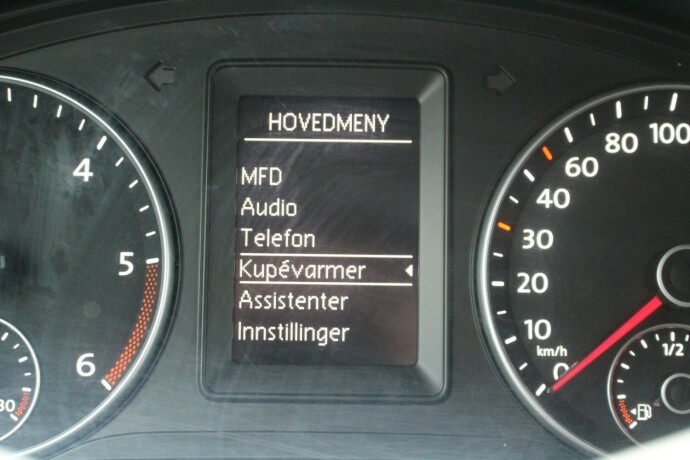 HOVEDMENY
MFD
Audio
Telefon
Kupévarmer
Assistenter
Innstillinger
4
5
6
100
80
60
40
30
20
10
km/h
0
1/2